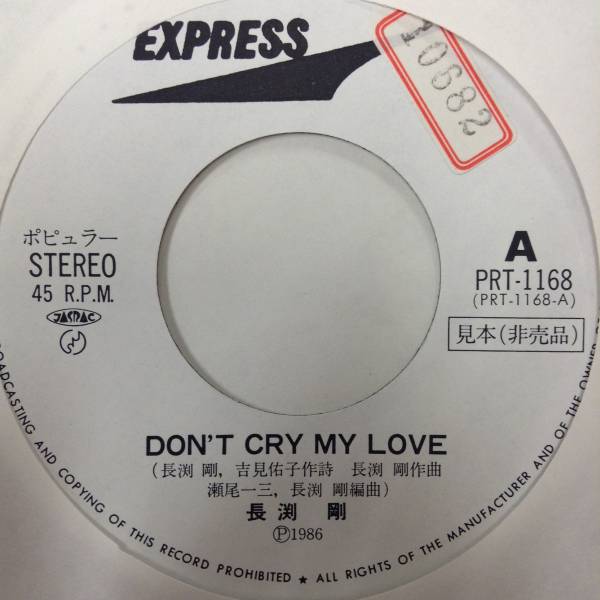 EXPRESS
10682
ポピュラー
STEREO
45 R.P.M.
JASRAC
A
PRT-1168
(PRT-1168-A)
見本(非売品)
DON'T CRY MY LOVE
(長渕 剛, 吉見佑子作詩 長渕 剛作曲
瀬尾一三, 長渕 剛編曲)
長渕 剛
Ⓟ1986
BROADCASTING AND COPYING OF THIS RECORD PROHIBITED ★ ALL RIGHTS OF THE MANUFACTURER AND OF THE OWNER